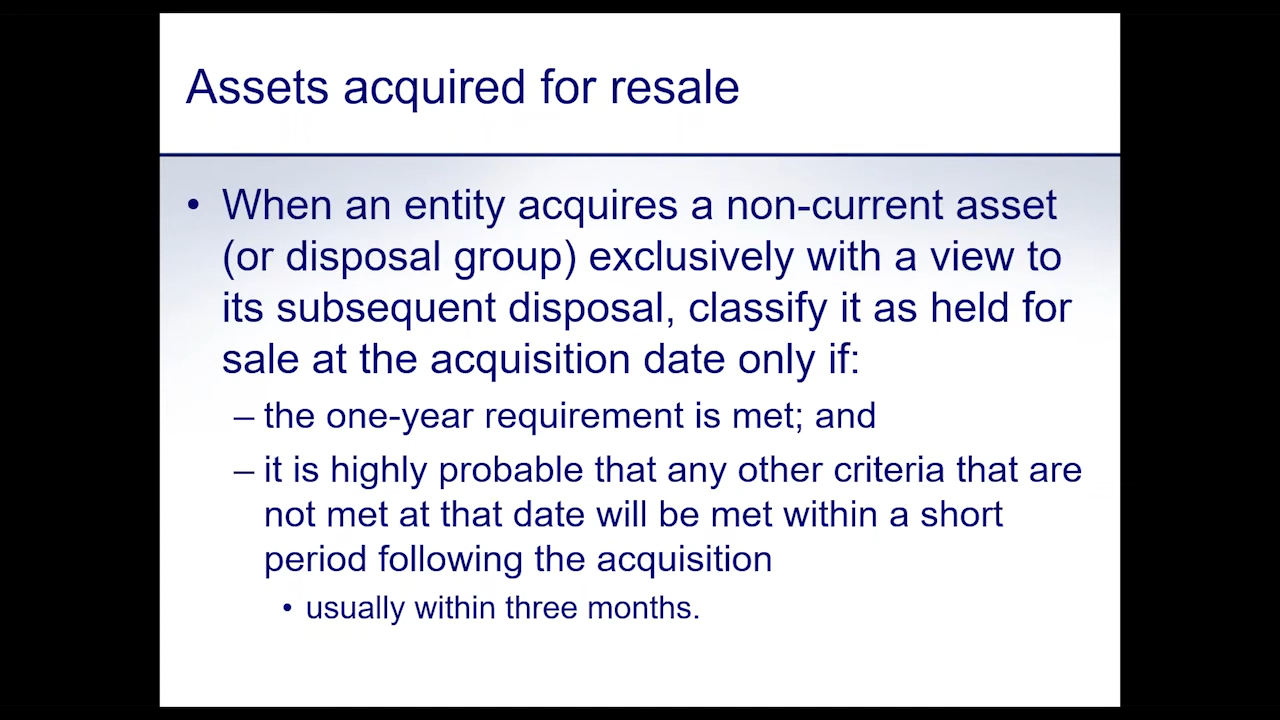 Assets acquired for resale
• When an entity acquires a non-current asset
(or disposal group) exclusively with a view to
its subsequent disposal, classify it as held for
sale at the acquisition date only if:
– the one-year requirement is met; and
– it is highly probable that any other criteria that are
not met at that date will be met within a short
period following the acquisition
• usually within three months.